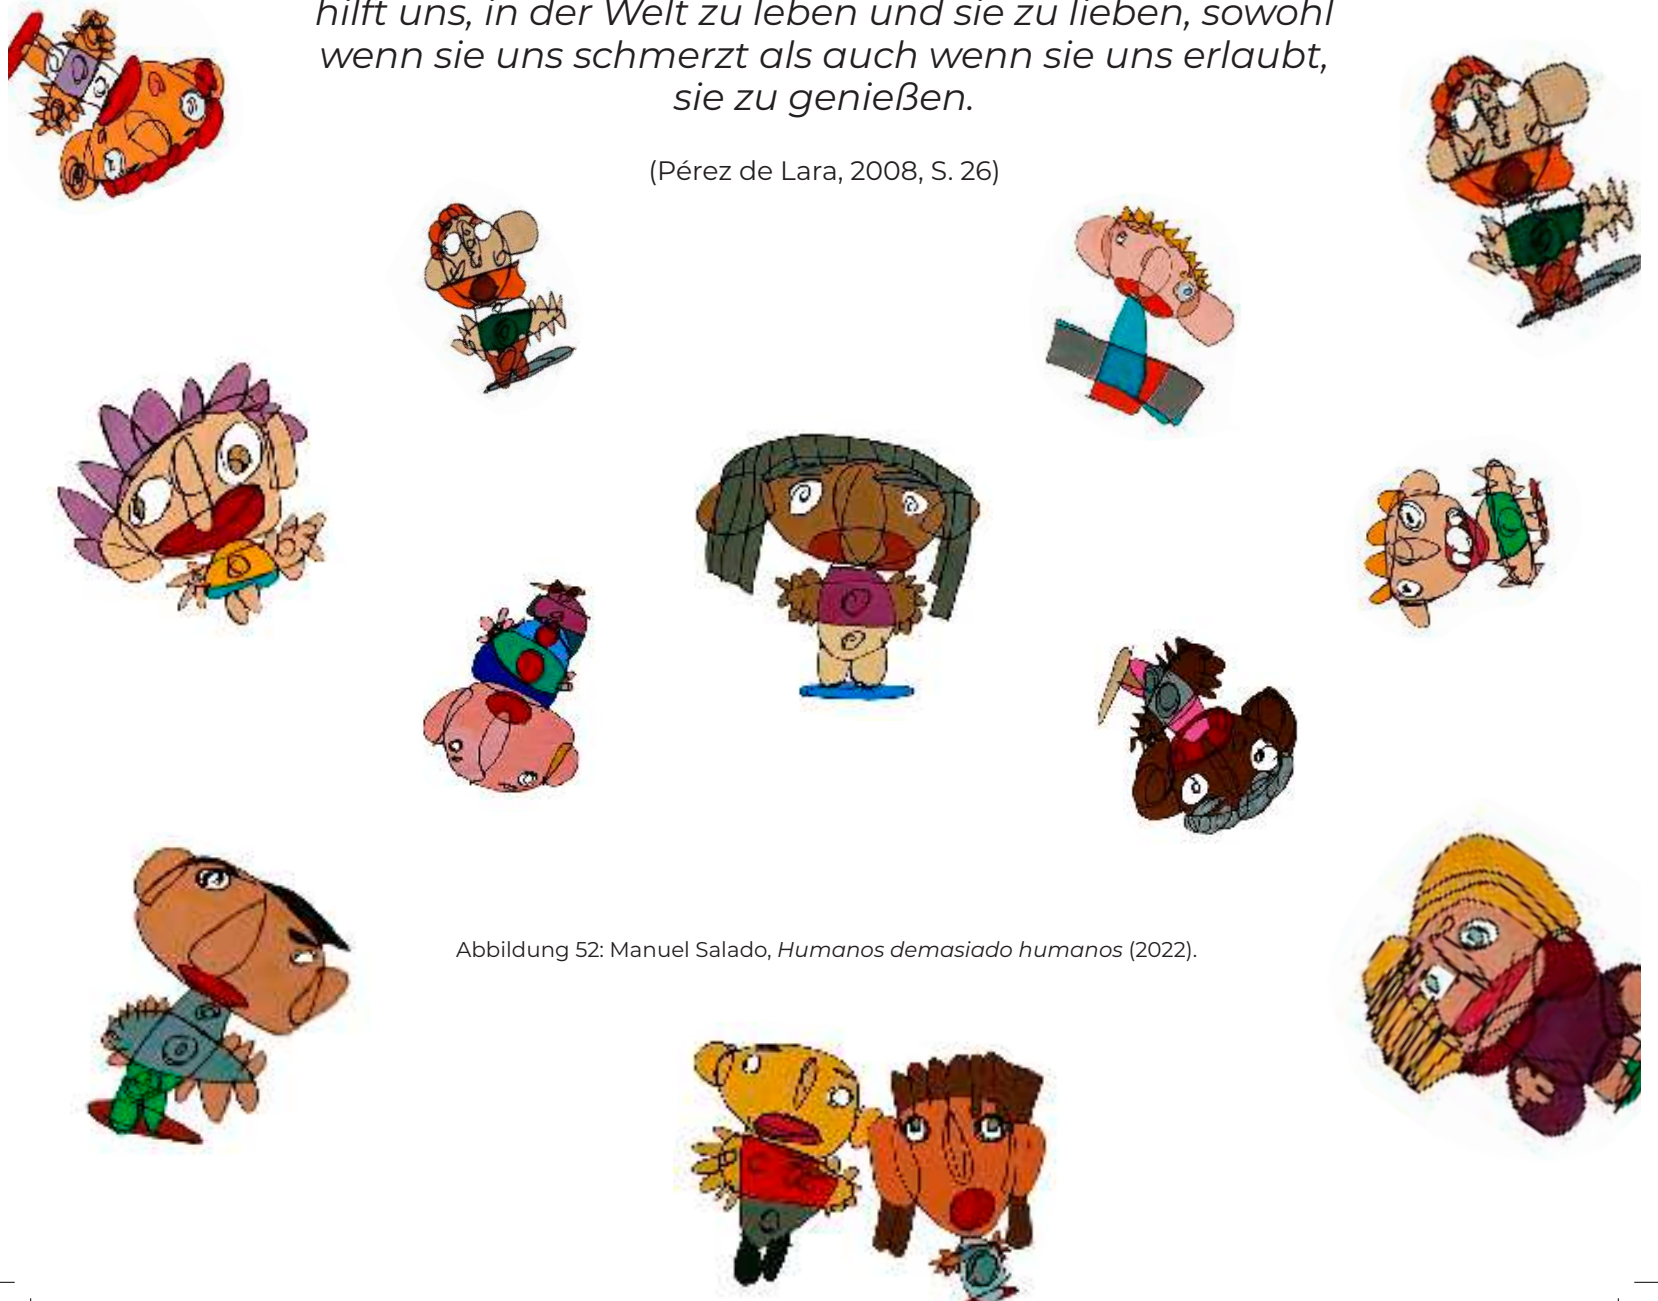 hilft uns, in der Welt zu leben und sie zu lieben, sowohl
wenn sie uns schmerzt als auch wenn sie uns erlaubt,
sie zu genießen.
(Pérez de Lara, 2008, S. 26)
Abbildung 52: Manuel Salado, Humanos demasiado humanos (2022).